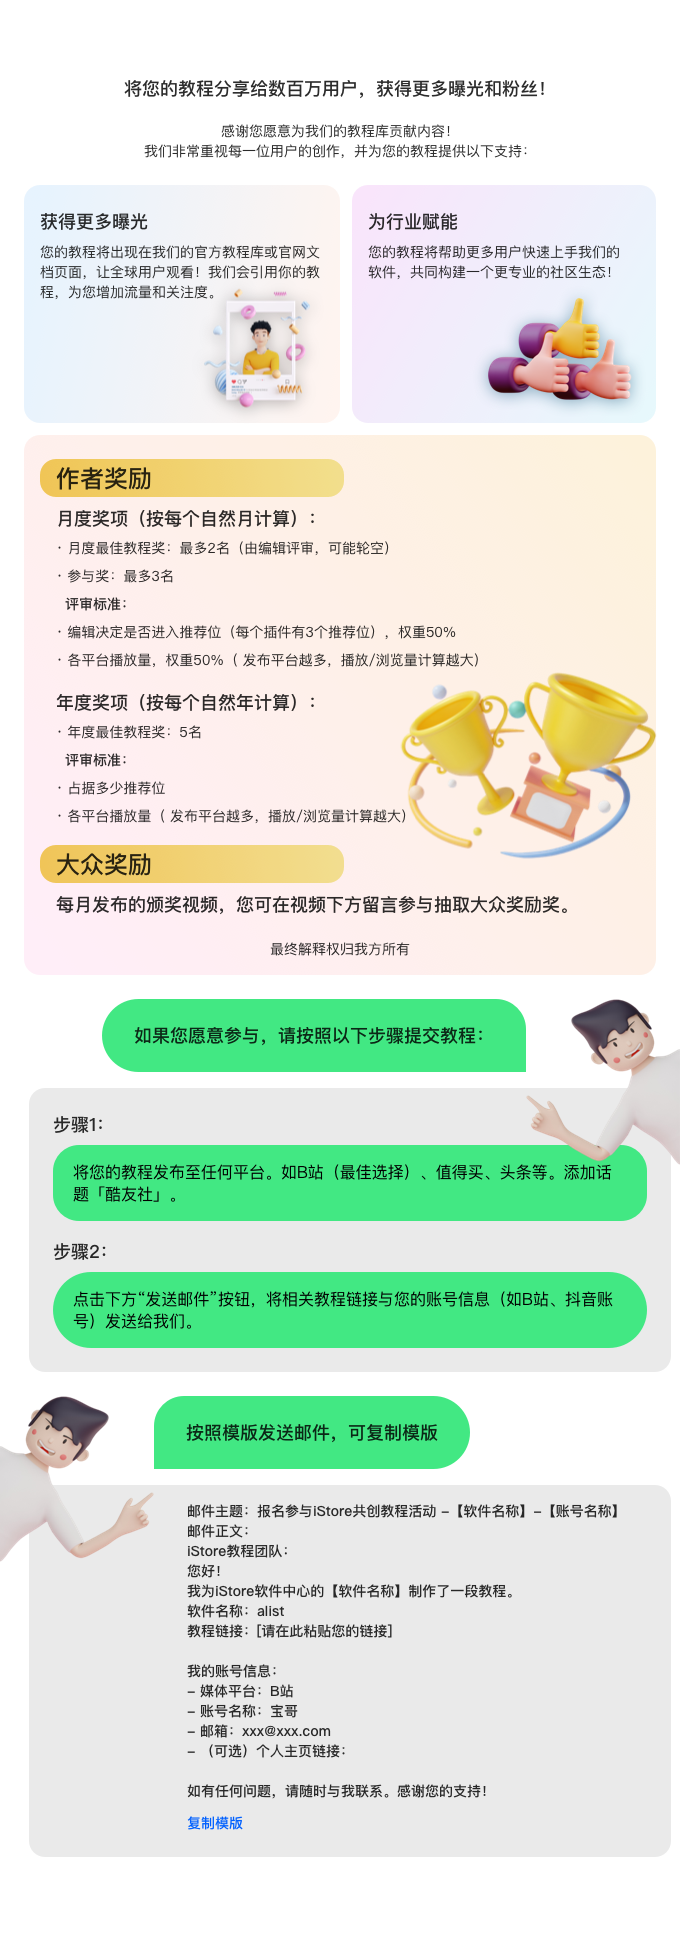 将您的教程分享给数百万用户，获得更多曝光和粉丝！
感谢您愿意为我们的教程库贡献内容！
我们非常重视每一位用户的创作，并为您的教程提供以下支持：
获得更多曝光
您的教程将出现在我们的官方教程库或官网文
档页面，让全球用户观看！我们会引用你的教
程，为您增加流量和关注度。
为行业赋能
您的教程将帮助更多用户快速上手我们的
软件，共同构建一个更专业的社区生态！
作者奖励
月度奖项（按每个自然月计算）：
· 月度最佳教程奖：最多2名（由编辑评审，可能轮空）
· 参与奖：最多3名
评审标准：
· 编辑决定是否进入推荐位（每个插件有3个推荐位），权重50%
· 各平台播放量，权重50%（ 发布平台越多，播放/浏览量计算越大）
年度奖项（按每个自然年计算）：
· 年度最佳教程奖：5名
评审标准：
· 占据多少推荐位
· 各平台播放量（ 发布平台越多，播放/浏览量计算越大）
大众奖励
每月发布的颁奖视频，您可在视频下方留言参与抽取大众奖励奖。
最终解释权归我方所有
如果您愿意参与，请按照以下步骤提交教程：
步骤1：
将您的教程发布至任何平台。如B站（最佳选择）、值得买、头条等。添加话
题「酷友社」。
步骤2：
点击下方“发送邮件”按钮，将相关教程链接与您的账号信息（如B站、抖音账
号）发送给我们。
按照模版发送邮件，可复制模版
邮件主题：报名参与iStore共创教程活动 -【软件名称】-【账号名称】
邮件正文：
iStore教程团队：
您好！
我为iStore软件中心的【软件名称】制作了一段教程。
软件名称：alist
教程链接：[请在此粘贴您的链接]
我的账号信息：
- 媒体平台：B站
- 账号名称：宝哥
- 邮箱：xxx@xxx.com
- （可选）个人主页链接：
如有任何问题，请随时与我联系。感谢您的支持！
复制模版